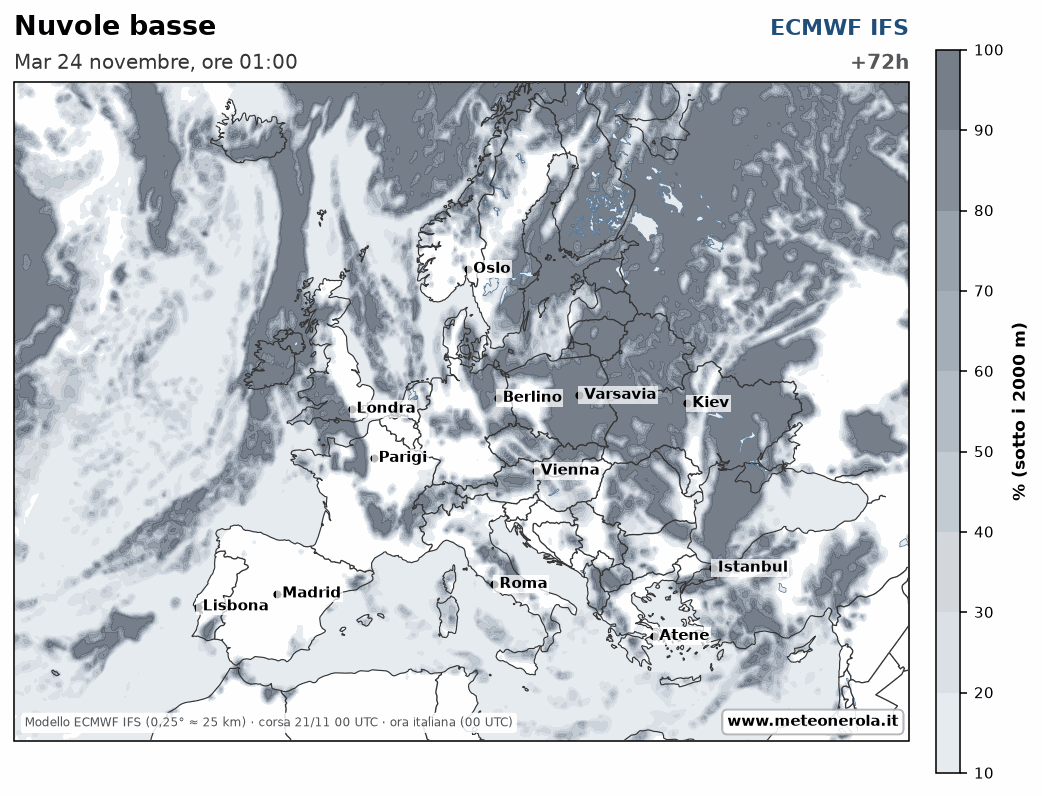 Nuvole basse
ECMWF IFS
Mar 24 novembre, ore 01:00
+72h
100
90
80
70
60
50
40
30
20
10
% (sotto i 2000 m)
Oslo
Londra
Berlino
Varsavia
Kiev
Parigi
Vienna
Istanbul
Roma
Madrid
Lisbona
Atene
Modello ECMWF IFS (0,25° ≈ 25 km) · corsa 21/11 00 UTC · ora italiana (00 UTC)
www.meteonerola.it